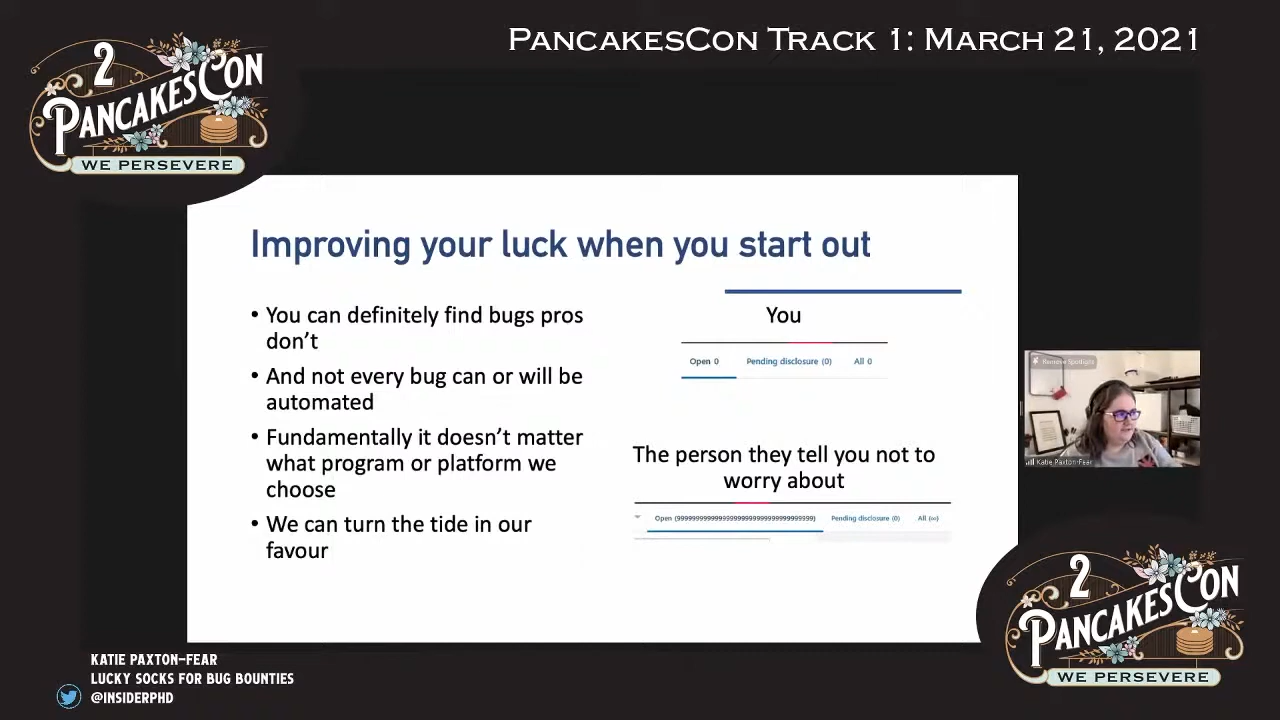 PancakesCon Track 1: March 21, 2021
2
PancakesCon
WE PERSEVERE
Improving your luck when you start out
• You can definitely find bugs pros
don't
• And not every bug can or will be
automated
• Fundamentally it doesn't matter
what program or platform we
choose
• We can turn the tide in our
favour
You
Open 0 Pending disclosure (0) All 0
The person they tell you not to
worry about
Pending disclosure (0) All (∞)
Remove Spotlight
Katie Paxton-Fear
KATIE PAXTON-FEAR
LUCKY SOCKS FOR BUG BOUNTIES
@INSIDERPHD
2
PancakesCon
WE PERSEVERE